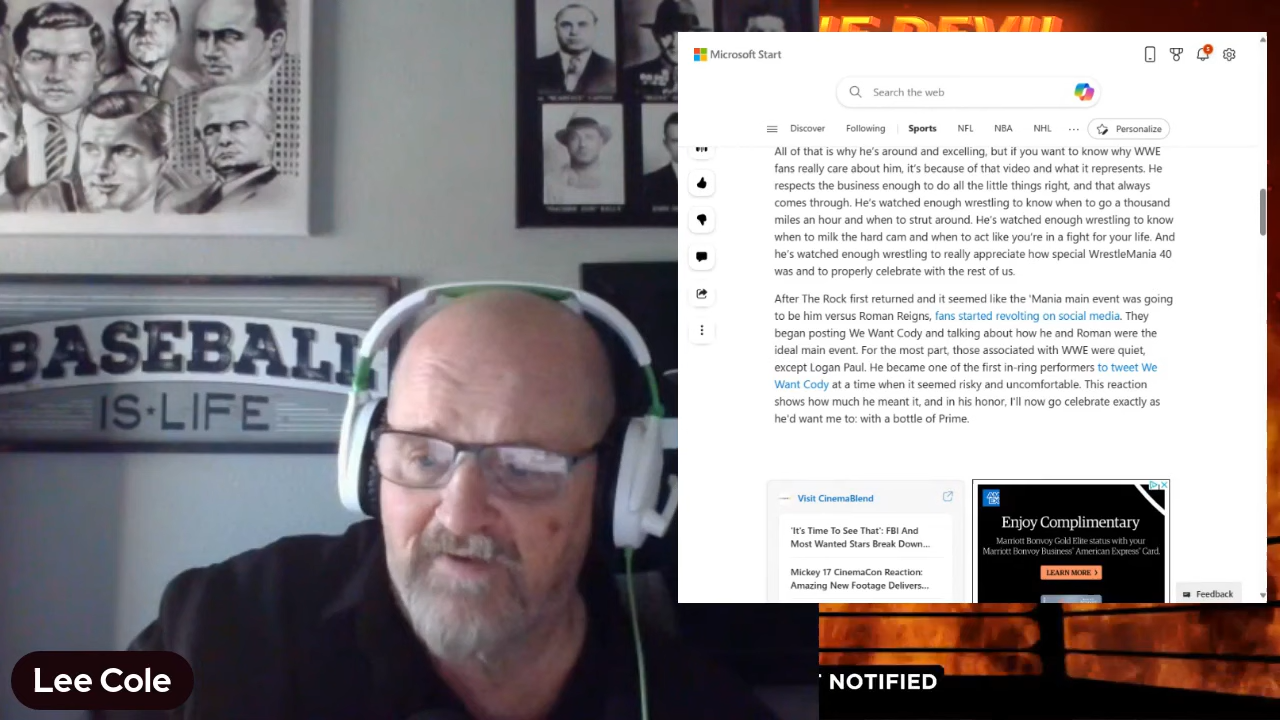 THE DEVIL
BASEBALL
IS LIFE
Lee Cole
NOTIFIED
Microsoft Start
5
Search the web
Discover
Following
Sports
NFL
NBA
NHL
...
Personalize
All of that is why he's around and excelling, but if you want to know why WWE
fans really care about him, it's because of that video and what it represents. He
respects the business enough to do all the little things right, and that always
comes through. He's watched enough wrestling to know when to go a thousand
miles an hour and when to strut around. He's watched enough wrestling to know
when to milk the hard cam and when to act like you're in a fight for your life. And
he's watched enough wrestling to really appreciate how special WrestleMania 40
was and to properly celebrate with the rest of us.
After The Rock first returned and it seemed like the 'Mania main event was going
to be him versus Roman Reigns, fans started revolting on social media. They
began posting We Want Cody and talking about how he and Roman were the
ideal main event. For the most part, those associated with WWE were quiet,
except Logan Paul. He became one of the first in-ring performers to tweet We
Want Cody at a time when it seemed risky and uncomfortable. This reaction
shows how much he meant it, and in his honor, I'll now go celebrate exactly as
he'd want me to: with a bottle of Prime.
Visit CinemaBlend
'It's Time To See That': FBI And
Most Wanted Stars Break Down...
Mickey 17 CinemaCon Reaction:
Amazing New Footage Delivers...
Enjoy Complimentary
Marriott Bonvoy Gold Elite status with your
Marriott Bonvoy Business® American Express® Card.
LEARN MORE >
Feedback